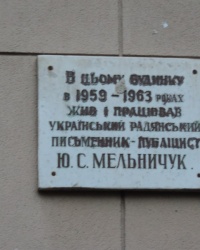 В цьому будинку
в 1959 - 1963 роках
жив і працював
український радянський
письменник - публіцист
Ю. С. Мельничук.